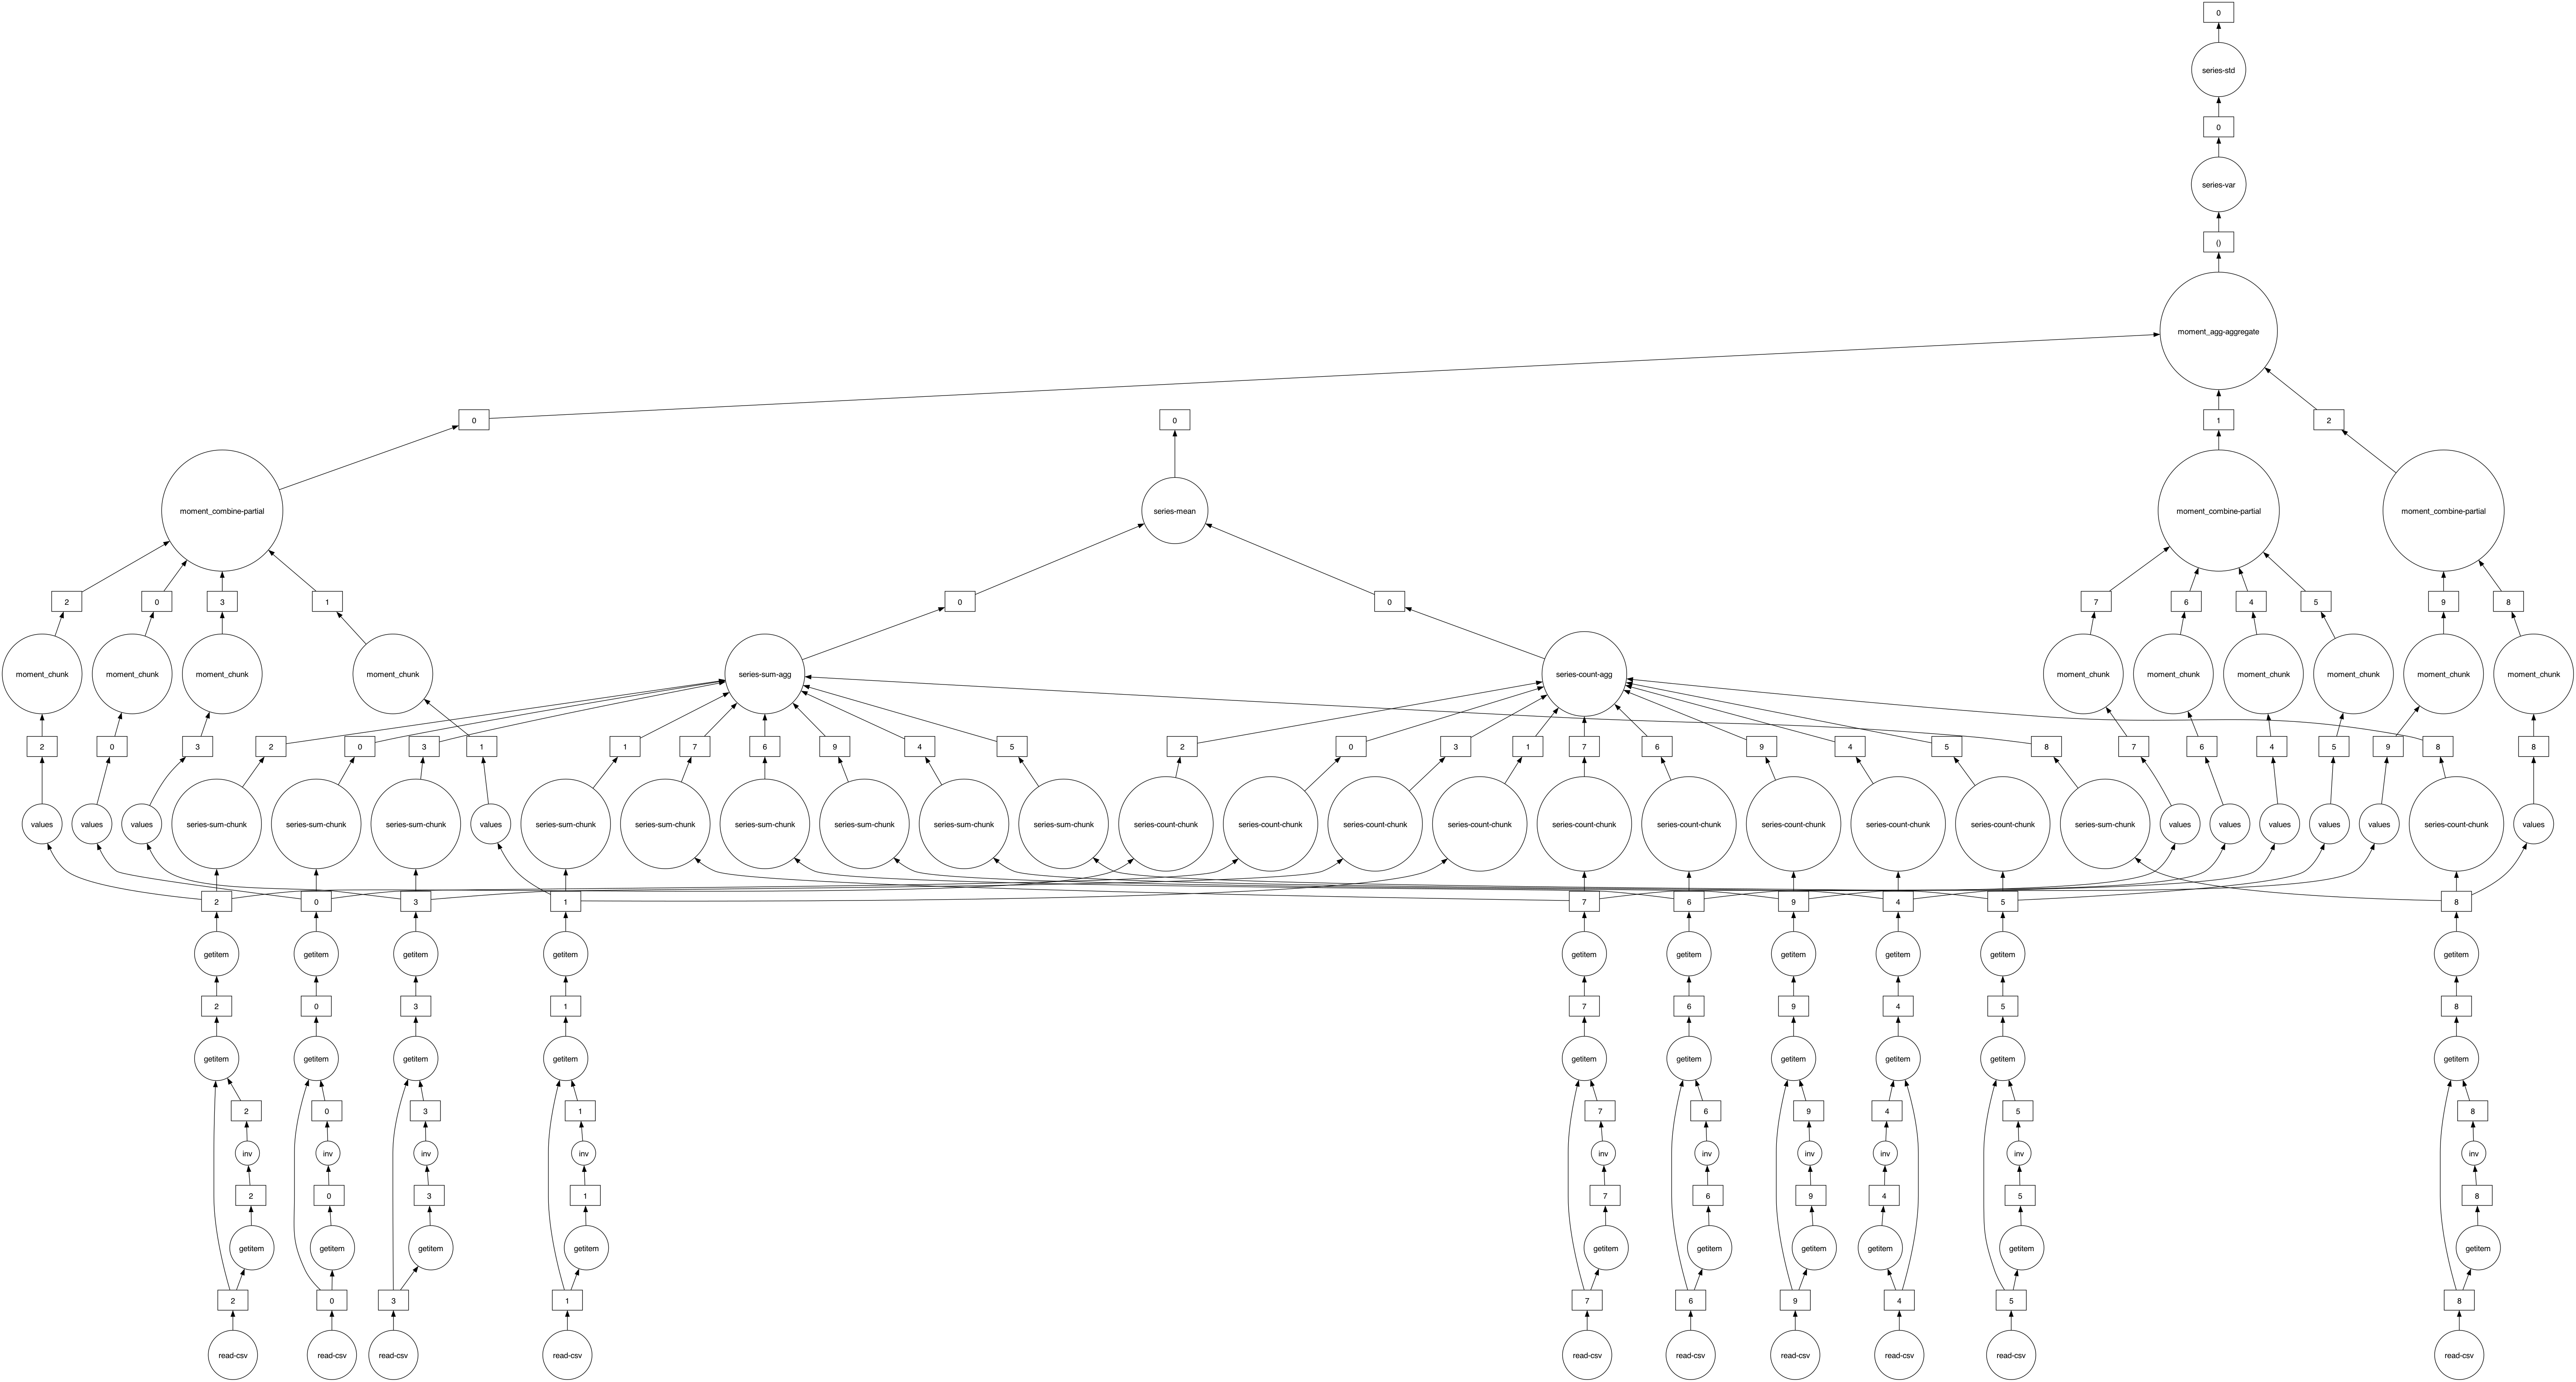 0
series-std
0
series-var
()
moment_agg-aggregate
0 0 1 2
moment_combine-partial series-mean moment_combine-partial moment_combine-partial
2 0 3 1 0 0 7 6 4 5 9 8
moment_chunk moment_chunk moment_chunk moment_chunk series-sum-agg series-count-agg moment_chunk moment_chunk moment_chunk moment_chunk moment_chunk moment_chunk
2 0 3 2 0 3 1 1 7 6 9 4 5 2 0 3 1 7 6 9 4 5 8 7 6 4 5 9 8 8
values values values series-sum-chunk series-sum-chunk series-sum-chunk values series-sum-chunk series-sum-chunk series-sum-chunk series-sum-chunk series-sum-chunk series-sum-chunk series-count-chunk series-count-chunk series-count-chunk series-count-chunk series-count-chunk series-count-chunk series-count-chunk series-count-chunk series-count-chunk series-sum-chunk values values values values values series-count-chunk values
2 0 3 1 7 6 9 4 5 8
getitem getitem getitem getitem getitem getitem getitem getitem getitem getitem
2 0 3 1 7 6 9 4 5 8
getitem getitem getitem getitem getitem getitem getitem getitem getitem getitem
2 0 3 1 7 6 9 4 5 8
inv inv inv inv inv inv inv inv inv inv
2 0 3 1 7 6 9 4 5 8
getitem getitem getitem getitem getitem getitem getitem getitem getitem getitem
2 0 3 1 7 6 9 4 5 8
read-csv read-csv read-csv read-csv read-csv read-csv read-csv read-csv read-csv read-csv